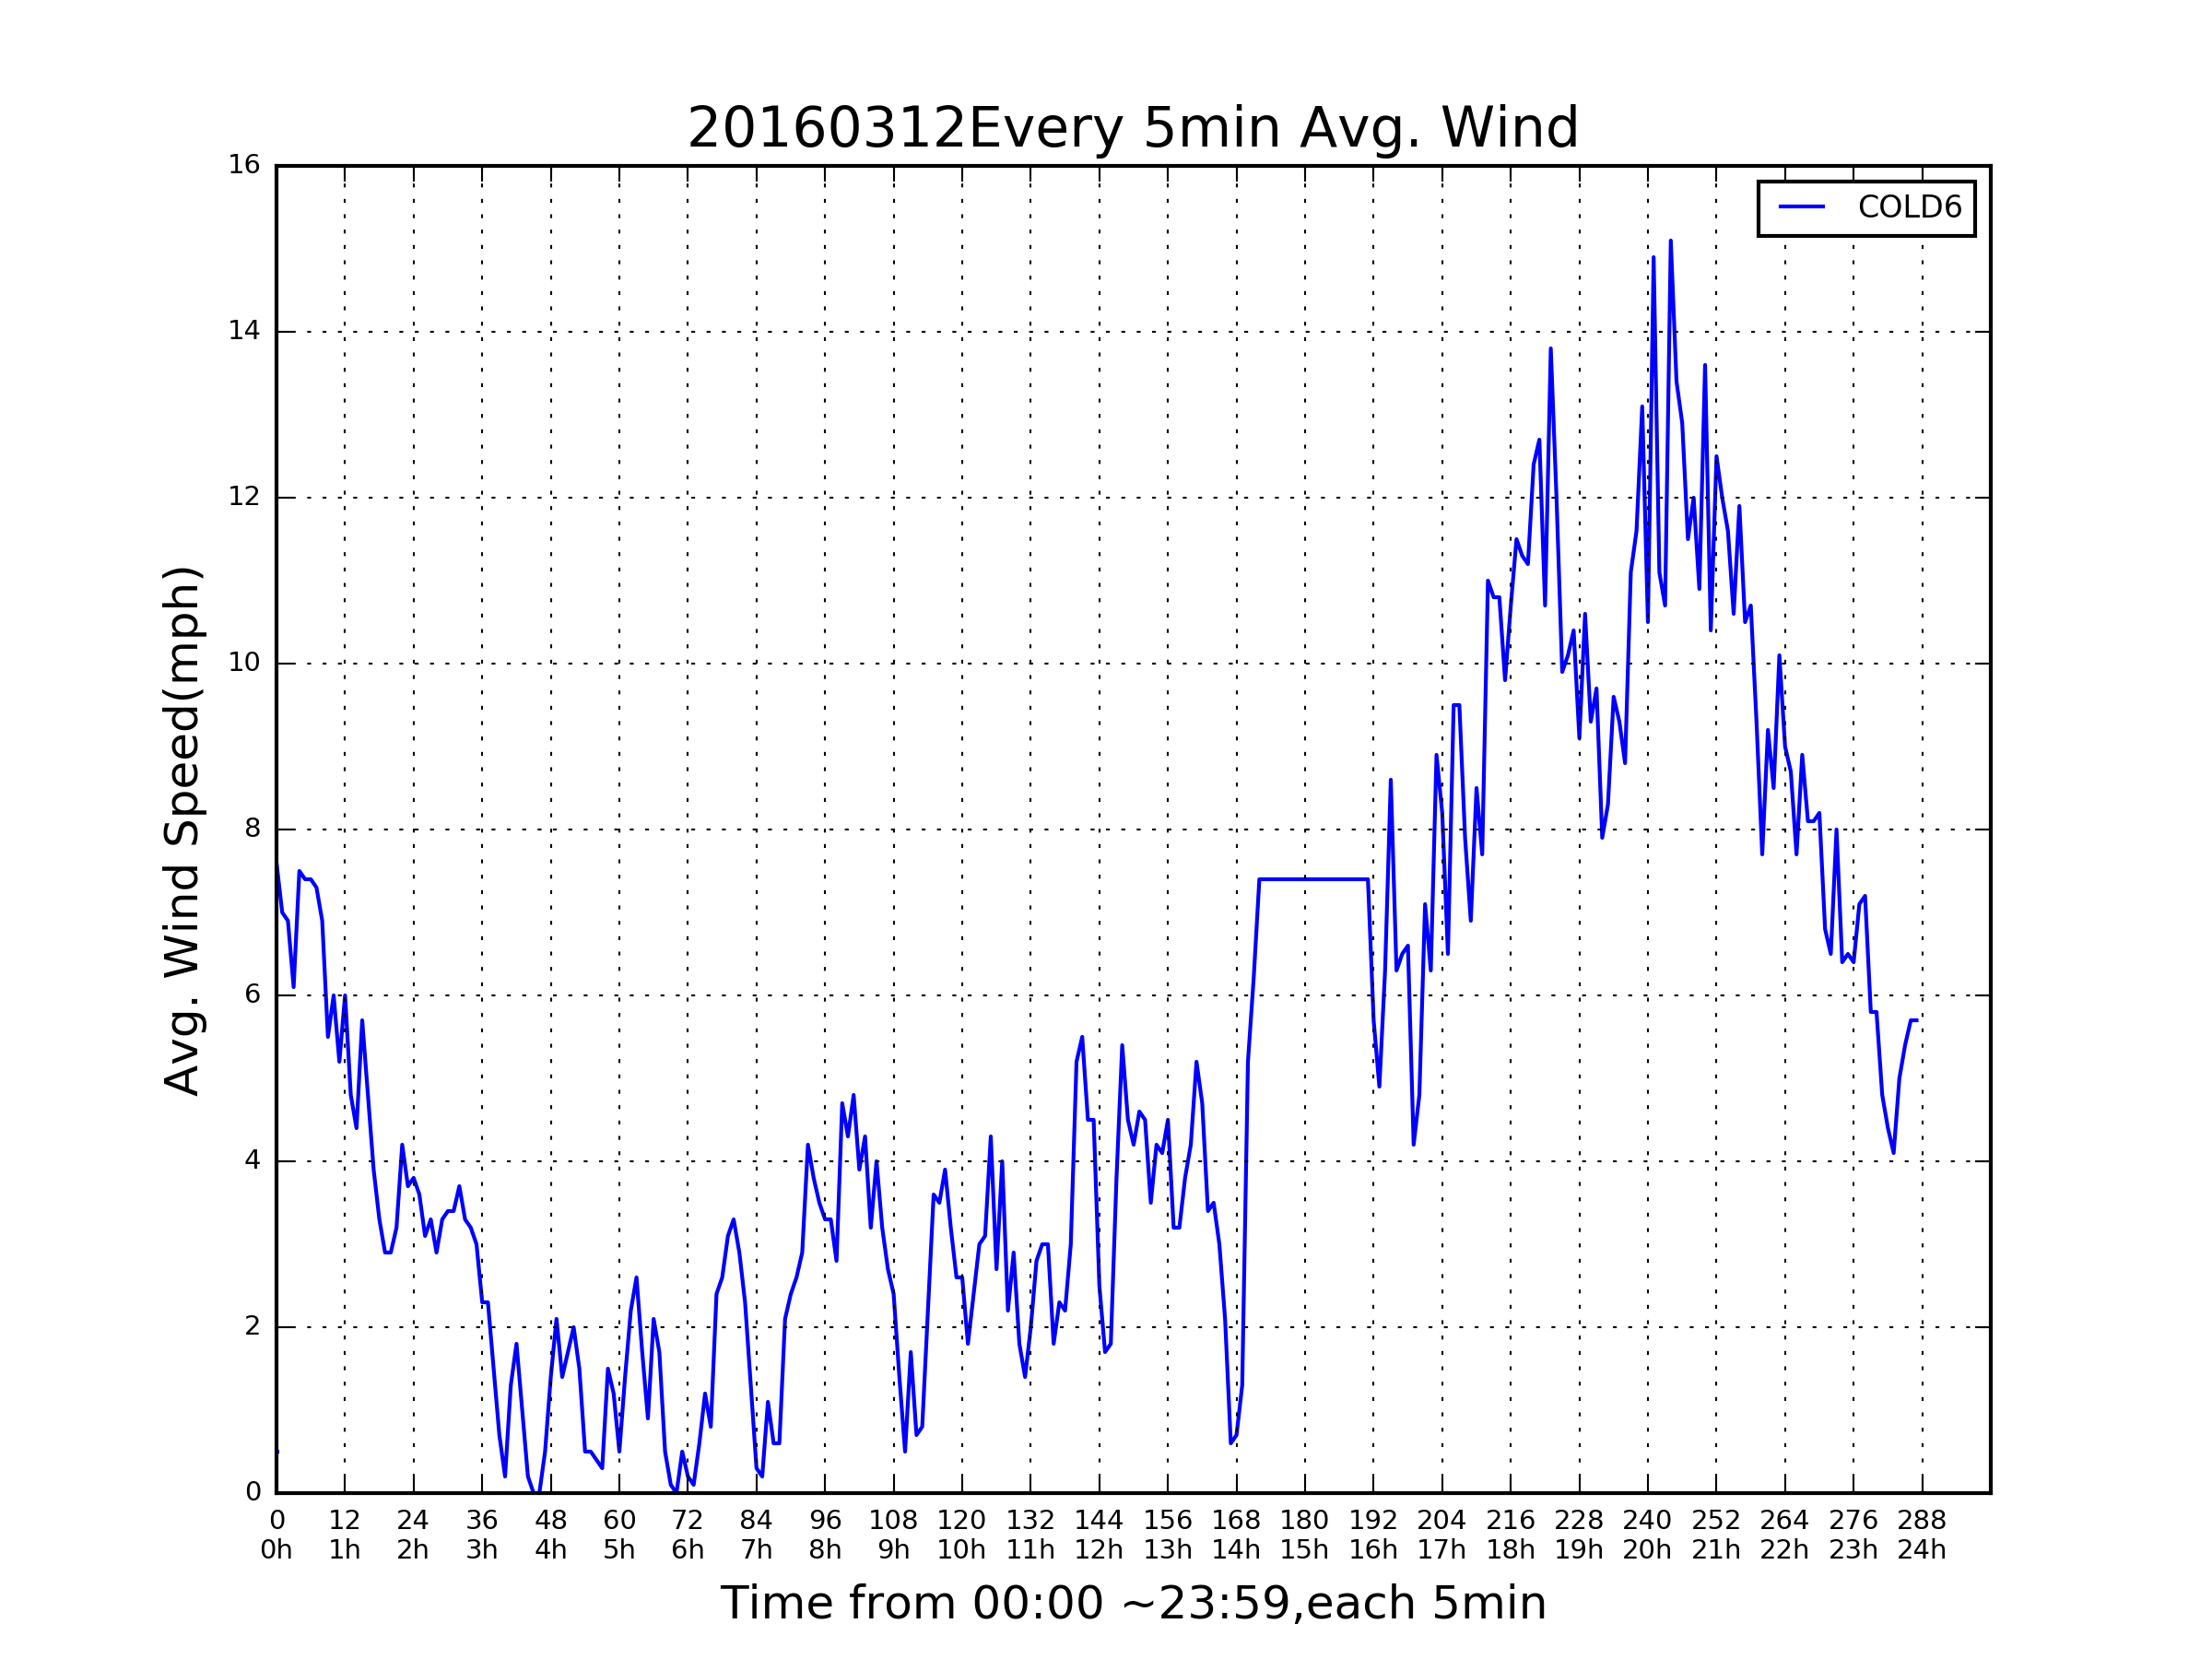 20160312Every 5min Avg. Wind
COLD6
Avg. Wind Speed(mph)
16
14
12
10
8
6
4
2
0
0 12 24 36 48 60 72 84 96 108 120 132 144 156 168 180 192 204 216 228 240 252 264 276 288
0h 1h 2h 3h 4h 5h 6h 7h 8h 9h 10h 11h 12h 13h 14h 15h 16h 17h 18h 19h 20h 21h 22h 23h 24h
Time from 00:00 ~23:59,each 5min